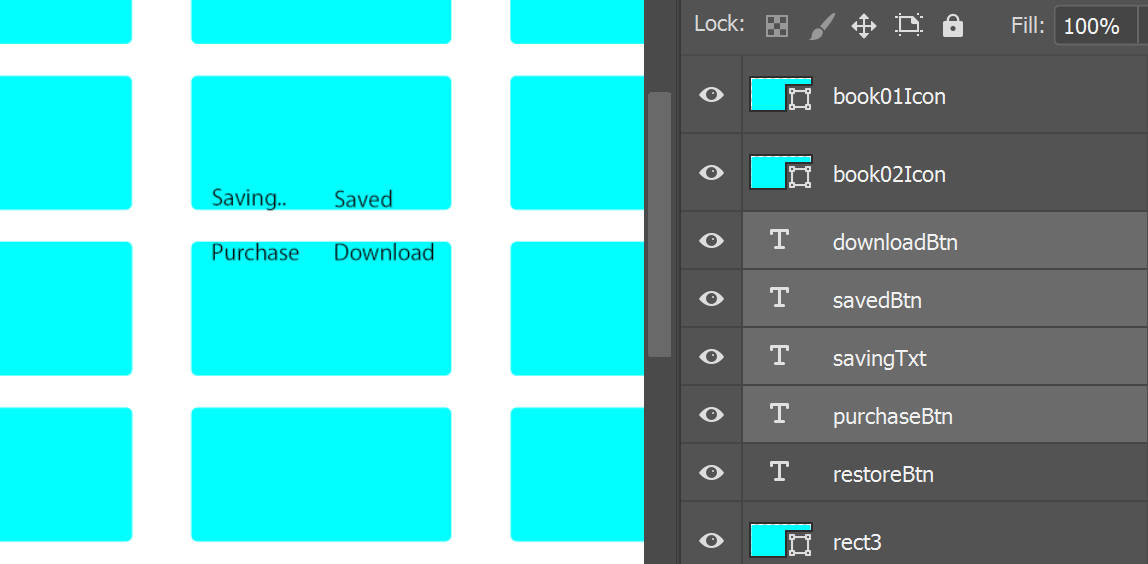 Lock:
Fill: 100%
book01Icon
book02Icon
Saving..
Saved
downloadBtn
Purchase
Download
savedBtn
savingTxt
purchaseBtn
restoreBtn
rect3